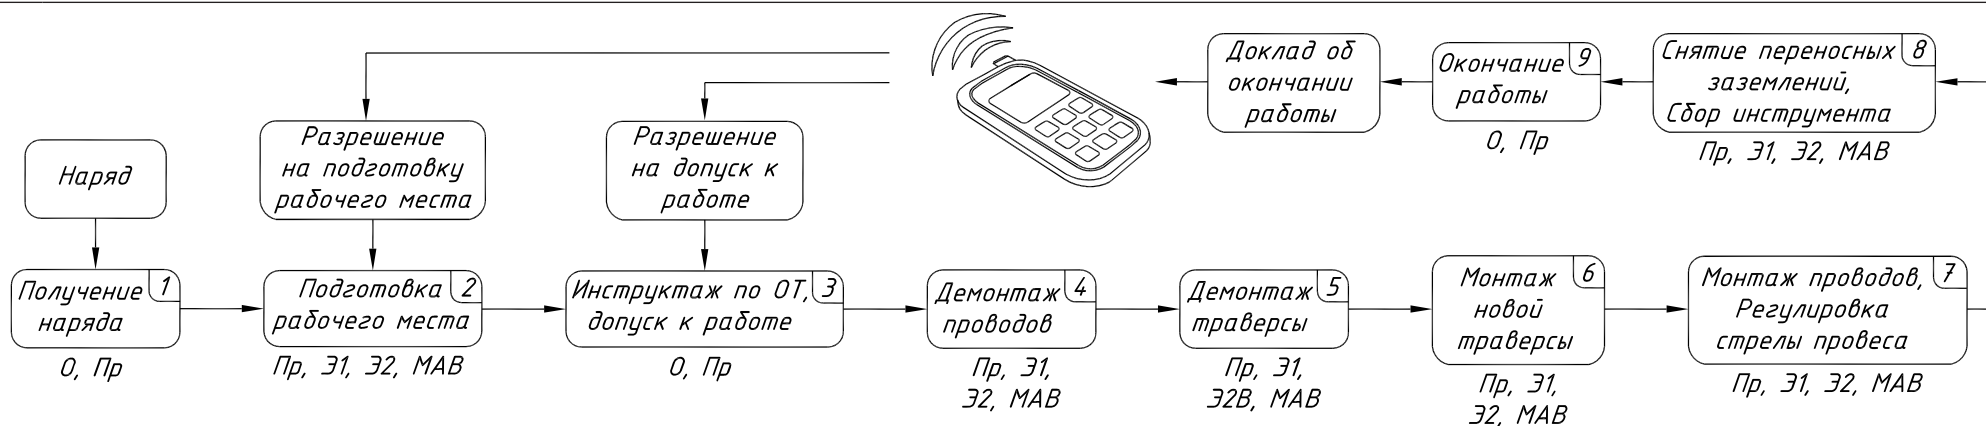 Наряд
Разрешение
на подготовку
рабочего места
Разрешение
на допуск к
работе
Доклад об
окончании
работы
Окончание
работы
9
О, Пр
Снятие переносных
заземлений,
Сбор инструмента
8
Пр, Э1, Э2, МАВ
Получение
наряда
1
О, Пр
Подготовка
рабочего места
2
Пр, Э1, Э2, МАВ
Инструктаж по ОТ,
допуск к работе
3
О, Пр
Демонтаж
проводов
4
Пр, Э1,
Э2, МАВ
Демонтаж
траверсы
5
Пр, Э1,
Э2В, МАВ
Монтаж
новой
траверсы
6
Пр, Э1,
Э2, МАВ
Монтаж проводов,
Регулировка
стрелы провеса
7
Пр, Э1, Э2, МАВ